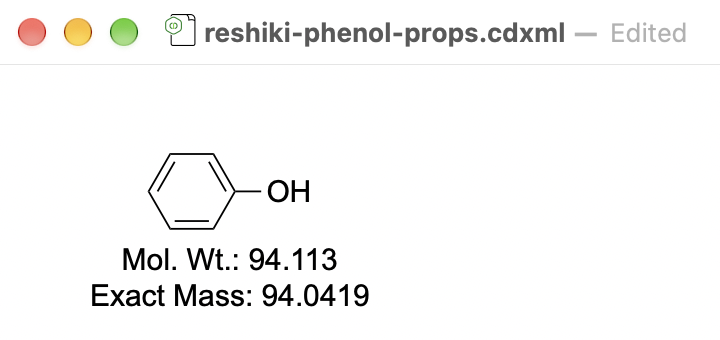 reshiki-phenol-props.cdxml — Edited
OH
Mol. Wt.: 94.113
Exact Mass: 94.0419